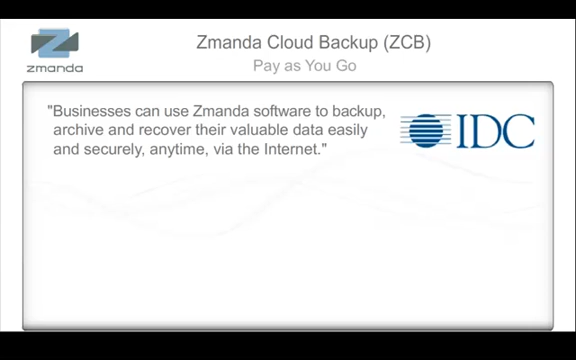 Zmanda Cloud Backup (ZCB)
zmanda
Pay as You Go
"Businesses can use Zmanda software to backup,
archive and recover their valuable data easily
and securely, anytime, via the Internet."
IDC